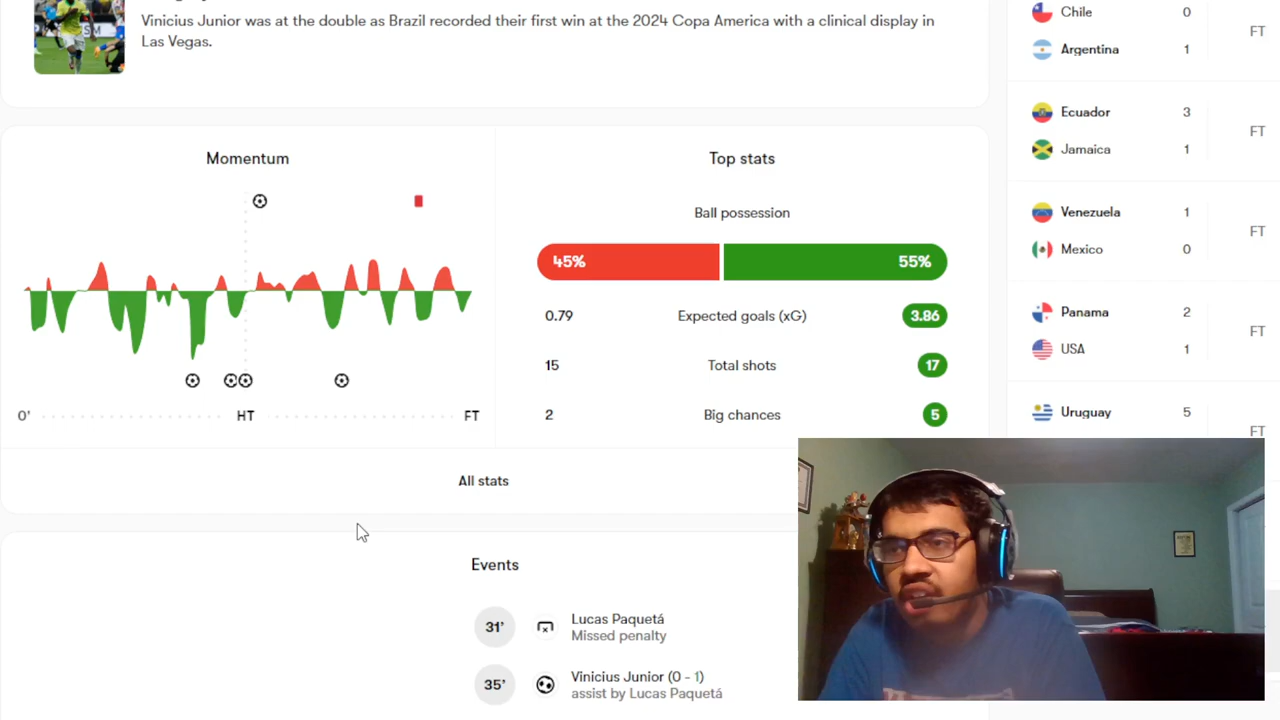 Vinicius Junior was at the double as Brazil recorded their first win at the 2024 Copa America with a clinical display in
Las Vegas.
Momentum
0'
HT
FT
Top stats
Ball possession
45%
55%
0.79 Expected goals (xG) 3.86
15 Total shots 17
2 Big chances 5
All stats
Events
31' Lucas Paquetá
Missed penalty
35' Vinicius Junior (0 - 1)
assist by Lucas Paquetá
Chile 0
FT
Argentina 1
Ecuador 3
FT
Jamaica 1
Venezuela 1
FT
Mexico 0
Panama 2
FT
USA 1
Uruguay 5
FT